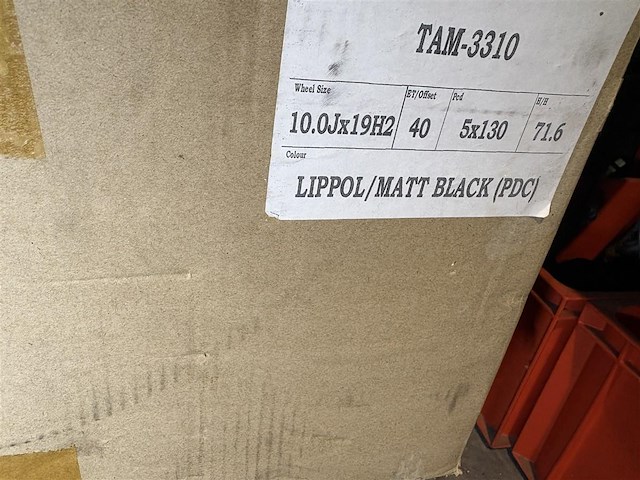 TAM-3310
Wheel Size ET/Offset Pcd H/H
10.0Jx19H2 40 5x130 71.6
Colour
LIPPOL/MATT BLACK (PDC)